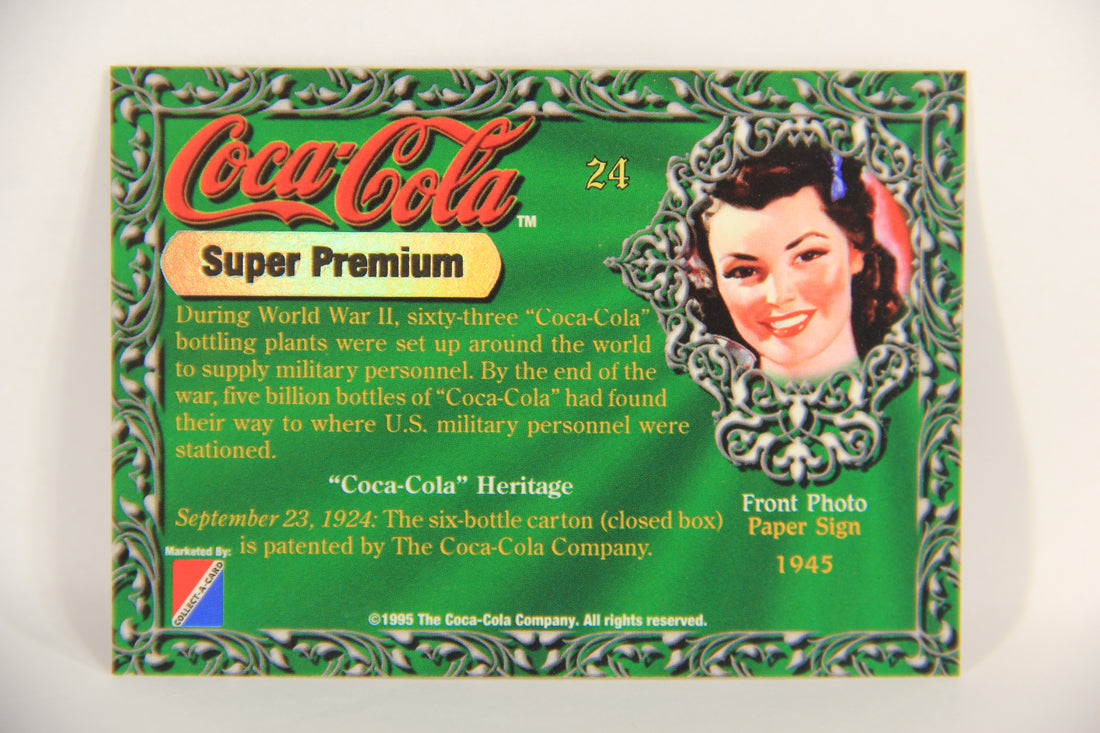 Coca-Cola™
24
Super Premium
During World War II, sixty-three “Coca-Cola”
bottling plants were set up around the world
to supply military personnel. By the end of the
war, five billion bottles of “Coca-Cola” had found
their way to where U.S. military personnel were
stationed.
“Coca-Cola” Heritage
September 23, 1924: The six-bottle carton (closed box)
is patented by The Coca-Cola Company.
Front Photo
Paper Sign
1945
Marketed By:
COLLECT-A-CARD
©1995 The Coca-Cola Company. All rights reserved.